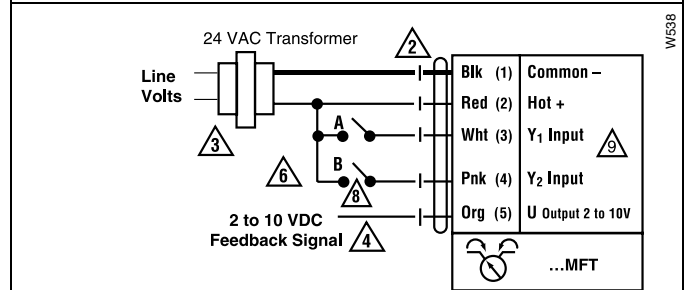 W538
24 VAC Transformer
2
Line
Volts
3
Blk (1) Common –
Red (2) Hot +
A
Wht (3) Y₁ Input
9
6
B
8
Pnk (4) Y₂ Input
Org (5) U Output 2 to 10V
2 to 10 VDC
Feedback Signal
4
...MFT